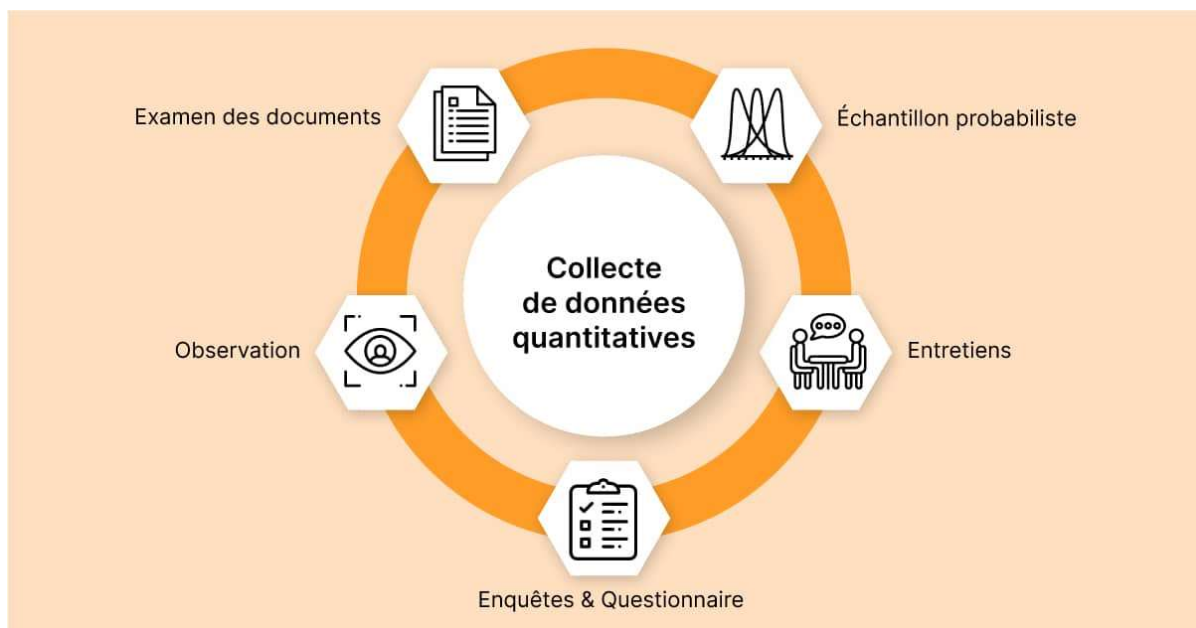 Examen des documents
Échantillon probabiliste
Collecte
de données
quantitatives
Observation
Entretiens
Enquêtes & Questionnaire